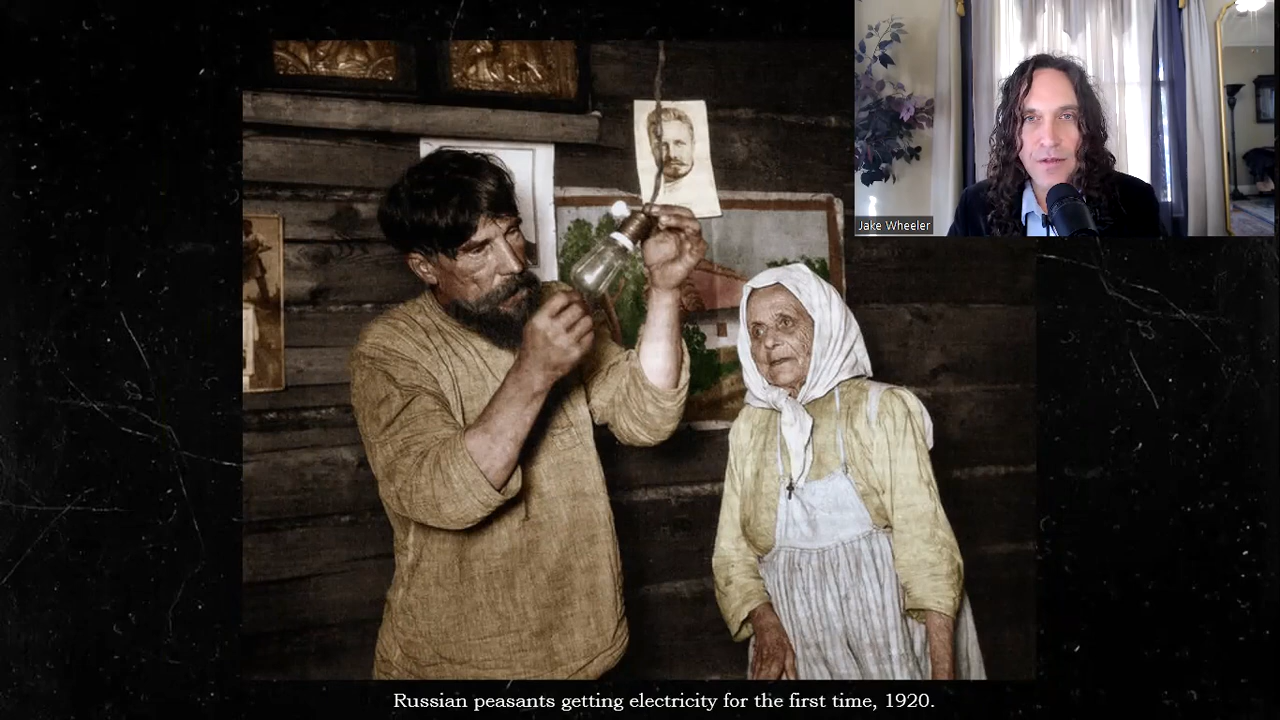 Jake Wheeler
Russian peasants getting electricity for the first time, 1920.